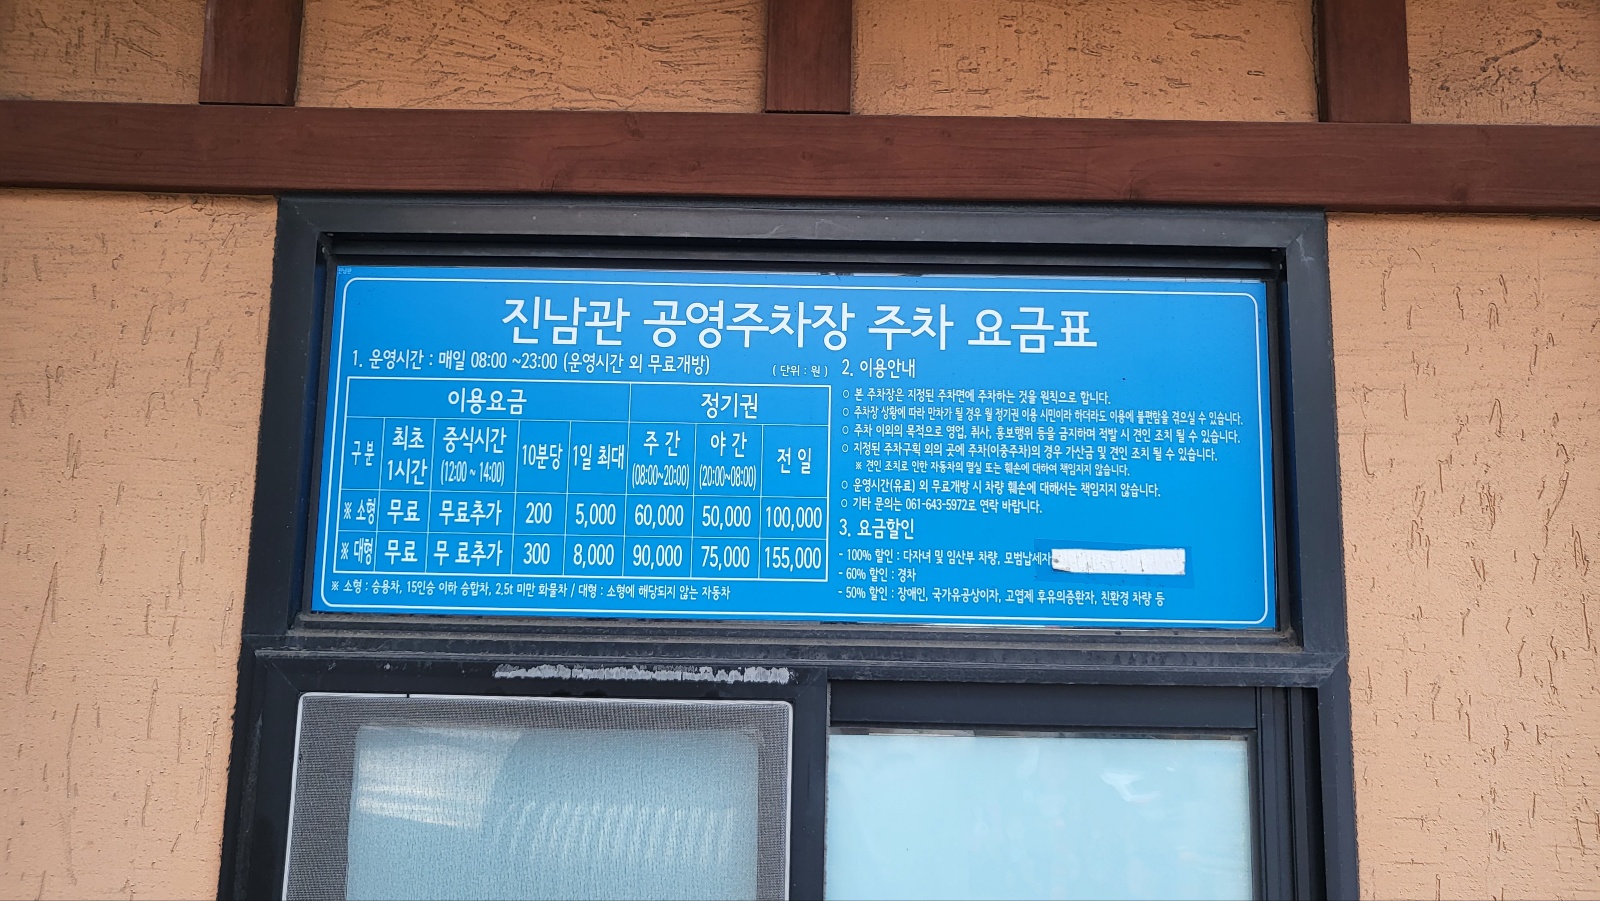 진남관 공영주차장 주차 요금표
1. 운영시간 : 매일 08:00 ~23:00 (운영시간 외 무료개방)
( 단위 : 원 )
이용요금 정기권
구분 최초 1시간 중식시간 (12:00 ~ 14:00) 10분당 1일 최대 주 간 (08:00~20:00) 야 간 (20:00~08:00) 전 일
※ 소형 무료 무료추가 200 5,000 60,000 50,000 100,000
※ 대형 무료 무 료추가 300 8,000 90,000 75,000 155,000
※ 소형 : 승용차, 15인승 이하 승합차, 2.5t 미만 화물차 / 대형 : 소형에 해당되지 않는 자동차
2. 이용안내
○ 본 주차장은 지정된 주차면에 주차하는 것을 원칙으로 합니다.
○ 주차장 상황에 따라 만차가 될 경우 월 정기권 이용 시민이라 하더라도 이용에 불편함을 겪으실 수 있습니다.
○ 주차 이외의 목적으로 영업, 취사, 홍보행위 등을 금지하며 적발 시 견인 조치 될 수 있습니다.
○ 지정된 주차구획 외의 곳에 주차(이중주차)의 경우 가산금 및 견인 조치 될 수 있습니다.
※ 견인 조치로 인한 자동차의 멸실 또는 훼손에 대하여 책임지지 않습니다.
○ 운영시간(유료) 외 무료개방 시 차량 훼손에 대해서는 책임지지 않습니다.
○ 기타 문의는 061-643-5972로 연락 바랍니다.
3. 요금할인
- 100% 할인 : 다자녀 및 임산부 차량, 모범납세자
- 60% 할인 : 경차
- 50% 할인 : 장애인, 국가유공상이자, 고엽제 후유의증환자, 친환경 차량 등